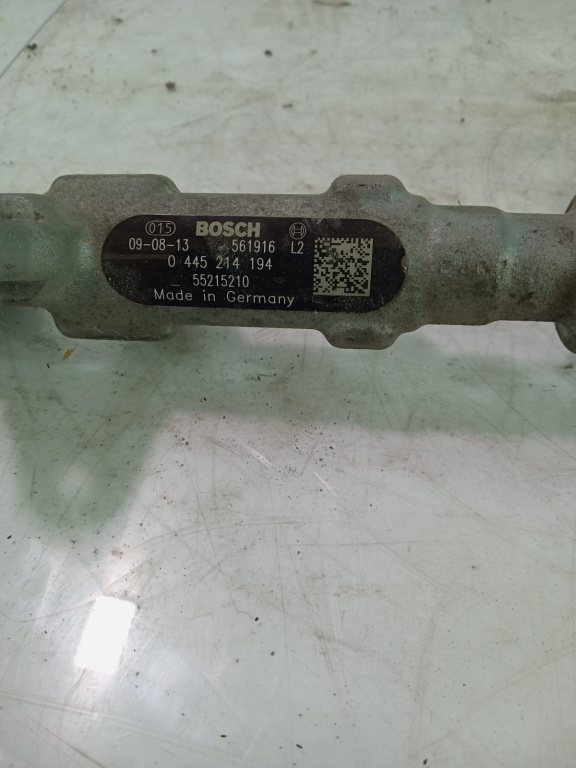 015 BOSCH
09-08-13 561916 L2
0 445 214 194
55215210
Made in Germany